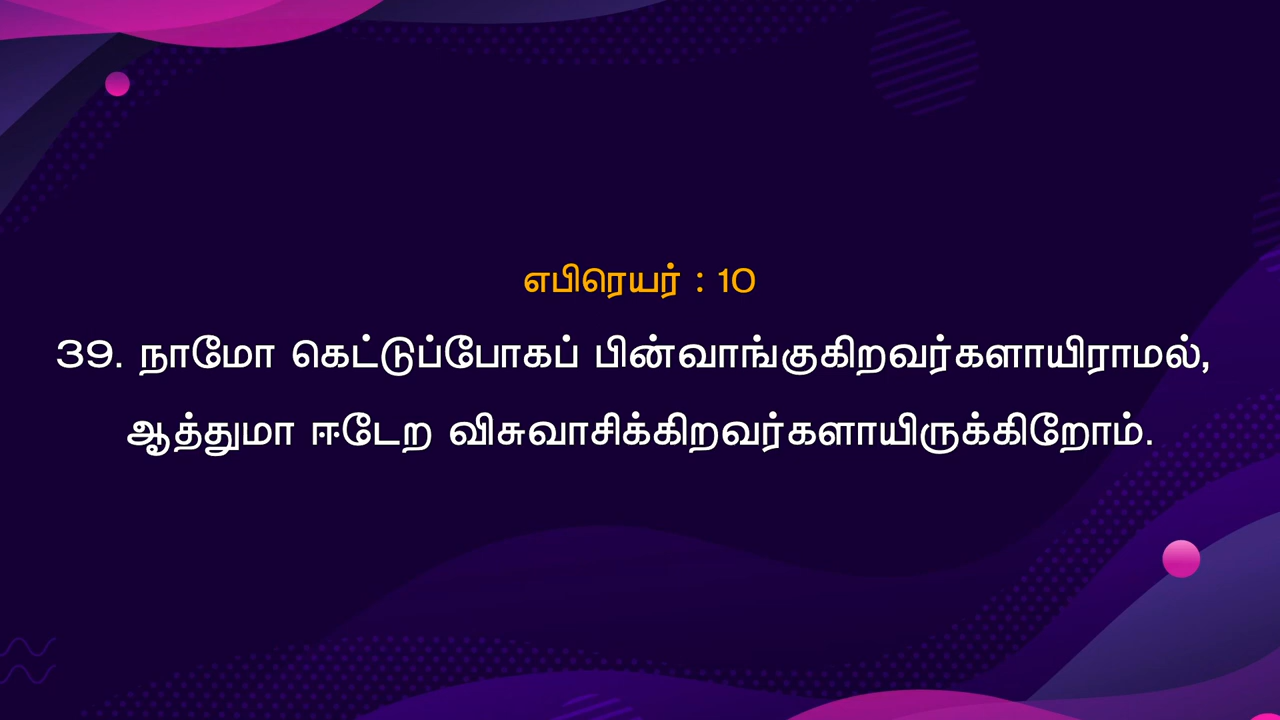 எபிரெயர் : 10
39. நாமோ கெட்டுப்போகப் பின்வாங்குகிறவர்களாயிராமல்,
ஆத்துமா ஈடேற விசுவாசிக்கிறவர்களாயிருக்கிறோம்.